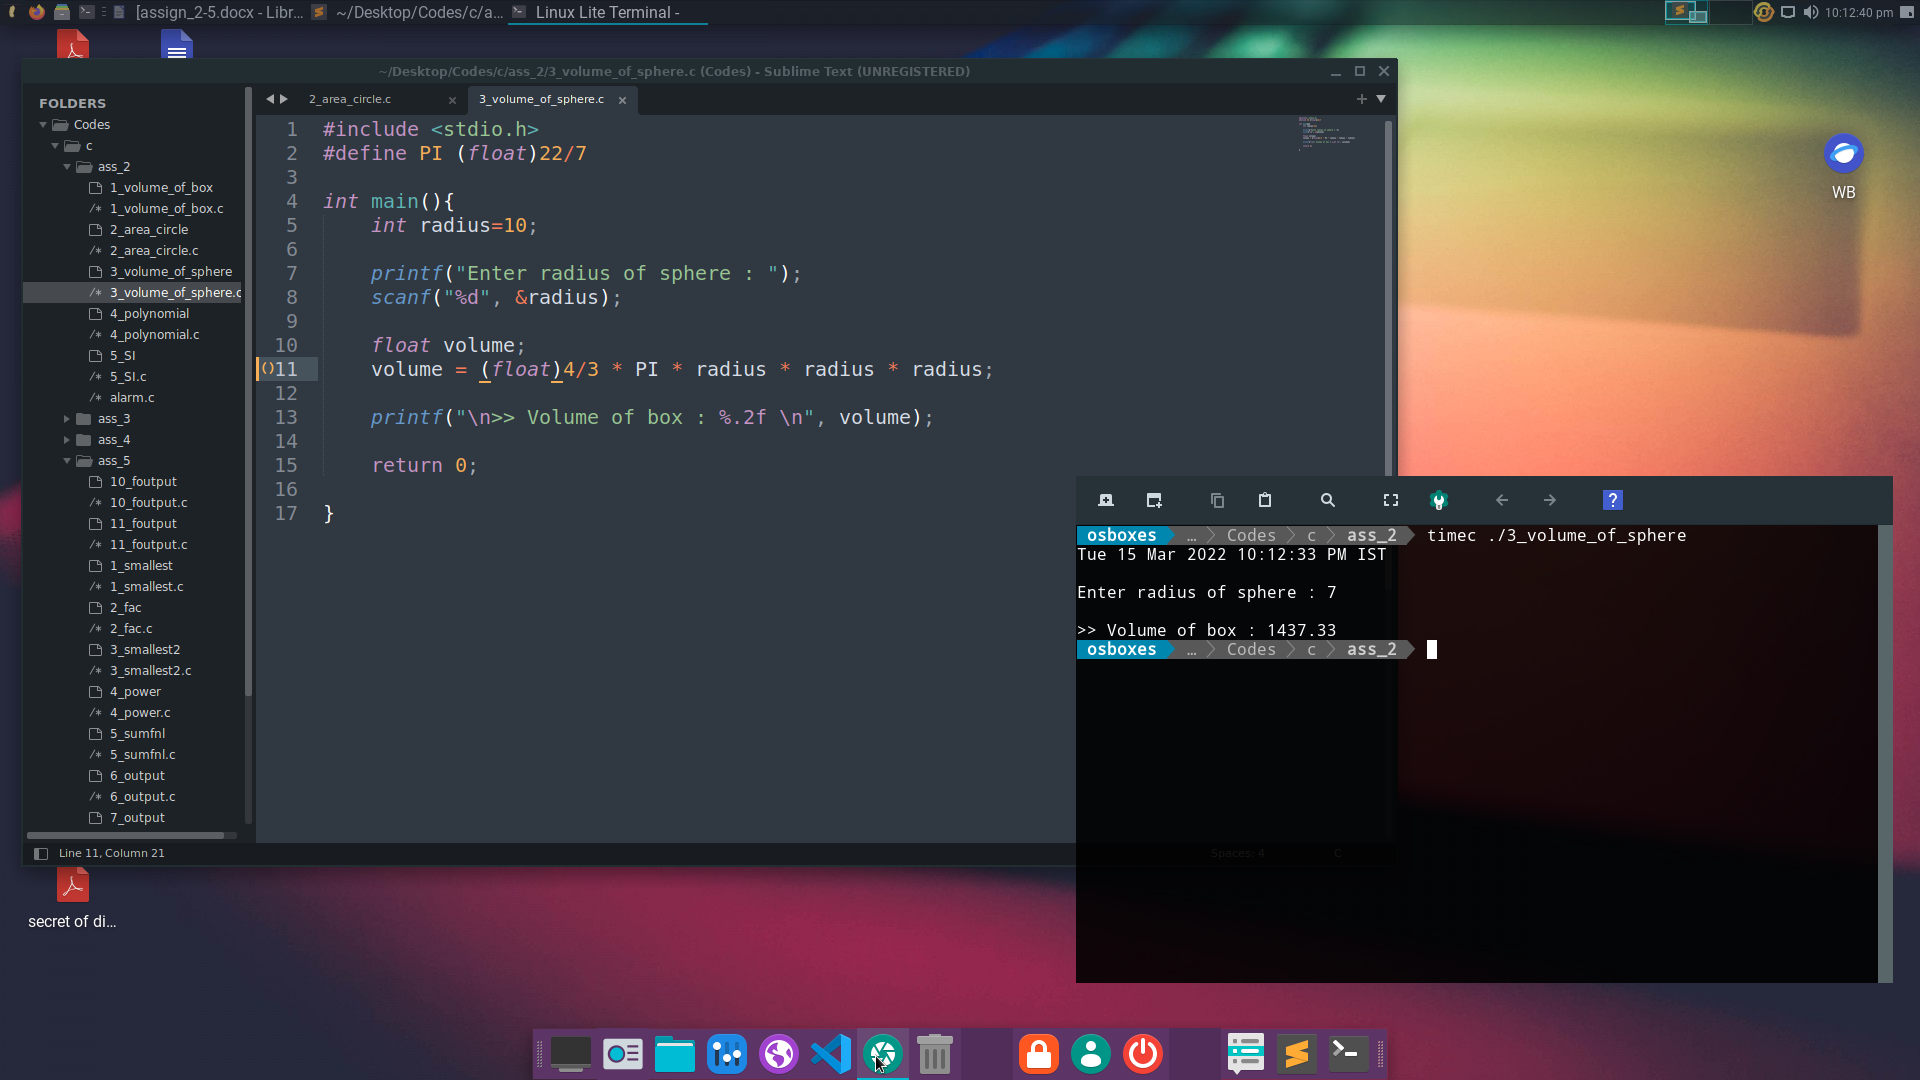 [assign_2-5.docx - Libr...
~/Desktop/Codes/c/a...
Linux Lite Terminal -
10:12:40 pm
~/Desktop/Codes/c/ass_2/3_volume_of_sphere.c (Codes) - Sublime Text (UNREGISTERED)
FOLDERS
Codes
c
ass_2
1_volume_of_box
/* 1_volume_of_box.c
2_area_circle
/* 2_area_circle.c
3_volume_of_sphere
/* 3_volume_of_sphere.c
4_polynomial
/* 4_polynomial.c
5_SI
/* 5_SI.c
alarm.c
ass_3
ass_4
ass_5
10_foutput
/* 10_foutput.c
11_foutput
/* 11_foutput.c
1_smallest
/* 1_smallest.c
2_fac
/* 2_fac.c
3_smallest2
/* 3_smallest2.c
4_power
/* 4_power.c
5_sumfnl
/* 5_sumfnl.c
6_output
/* 6_output.c
7_output
2_area_circle.c
3_volume_of_sphere.c
1 #include <stdio.h>
2 #define PI (float)22/7
3
4 int main(){
5 int radius=10;
6
7 printf("Enter radius of sphere : ");
8 scanf("%d", &radius);
9
10 float volume;
11 volume = (float)4/3 * PI * radius * radius * radius;
12
13 printf("\n>> Volume of box : %.2f \n", volume);
14
15 return 0;
16
17 }
Line 11, Column 21
Spaces: 4
C
WB
osboxes … Codes c ass_2 timec ./3_volume_of_sphere
Tue 15 Mar 2022 10:12:33 PM IST
Enter radius of sphere : 7
>> Volume of box : 1437.33
osboxes … Codes c ass_2
secret of di...